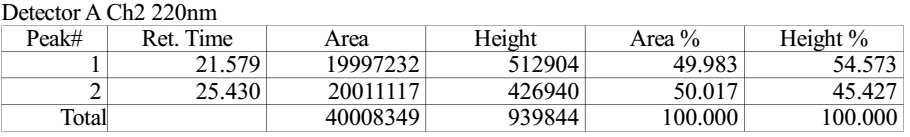 Detector A Ch2 220nm
Peak# Ret. Time Area Height Area % Height %
1 21.579 19997232 512904 49.983 54.573
2 25.430 20011117 426940 50.017 45.427
Total 40008349 939844 100.000 100.000